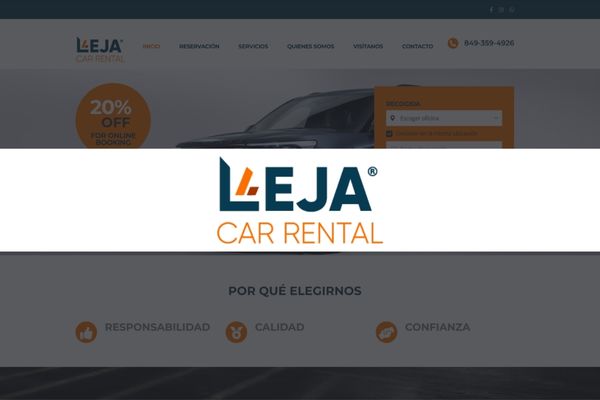 LEJA®
CAR RENTAL
INICIO
RESERVACIÓN
SERVICIOS
QUIENES SOMOS
VISÍTANOS
CONTACTO
849-359-4926
20%
OFF
FOR ONLINE
BOOKING
RECOGIDA
Escoger oficina
LEJA®
CAR RENTAL
POR QUÉ ELEGIRNOS
RESPONSABILIDAD
CALIDAD
CONFIANZA